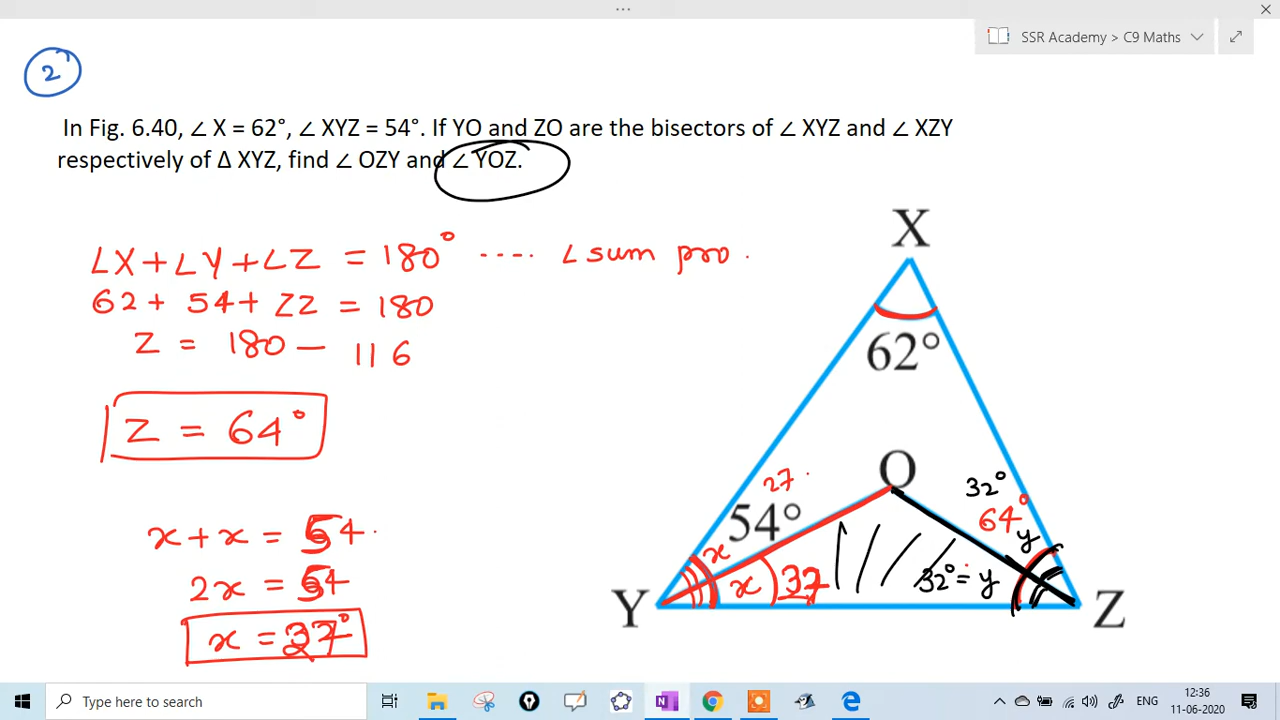 SSR Academy > C9 Maths
2
In Fig. 6.40, ∠ X = 62°, ∠ XYZ = 54°. If YO and ZO are the bisectors of ∠ XYZ and ∠ XZY
respectively of Δ XYZ, find ∠ OZY and ∠ YOZ.
∠X+∠Y+∠Z = 180° .... ∠sum pro.
62+ 54+ ∠Z = 180
Z = 180 − 116
Z = 64°
x+x = 54
2x = 54
x = 27°
X
62°
O
27
54°
32°
64°
x
y
x
27
32° = y
Y
Z
Type here to search
ENG
12:36
11-06-2020